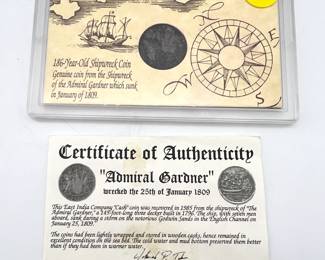 N
E
S
186-Year-Old Shipwreck Coin
Genuine coin from the Shipwreck
of the Admiral Gardner which sunk
in January of 1809.
Certificate of Authenticity
"Admiral Gardner"
wrecked the 25th of January 1809
This East India Company "Cash" coin was recovered in 1985 from the shipwreck of "The
Admiral Gardner," a 145-foot-long three decker built in 1796. The ship, with seven men
aboard, sank during a storm on the notorious Godwin Sands in the English Channel on
January 25, 1809."
The coins had been lightly wrapped and stored in wooden casks, hence remained in
excellent condition on the sea bed. The cold water and mud bottom preserved them better
than if they had been in warmer water.